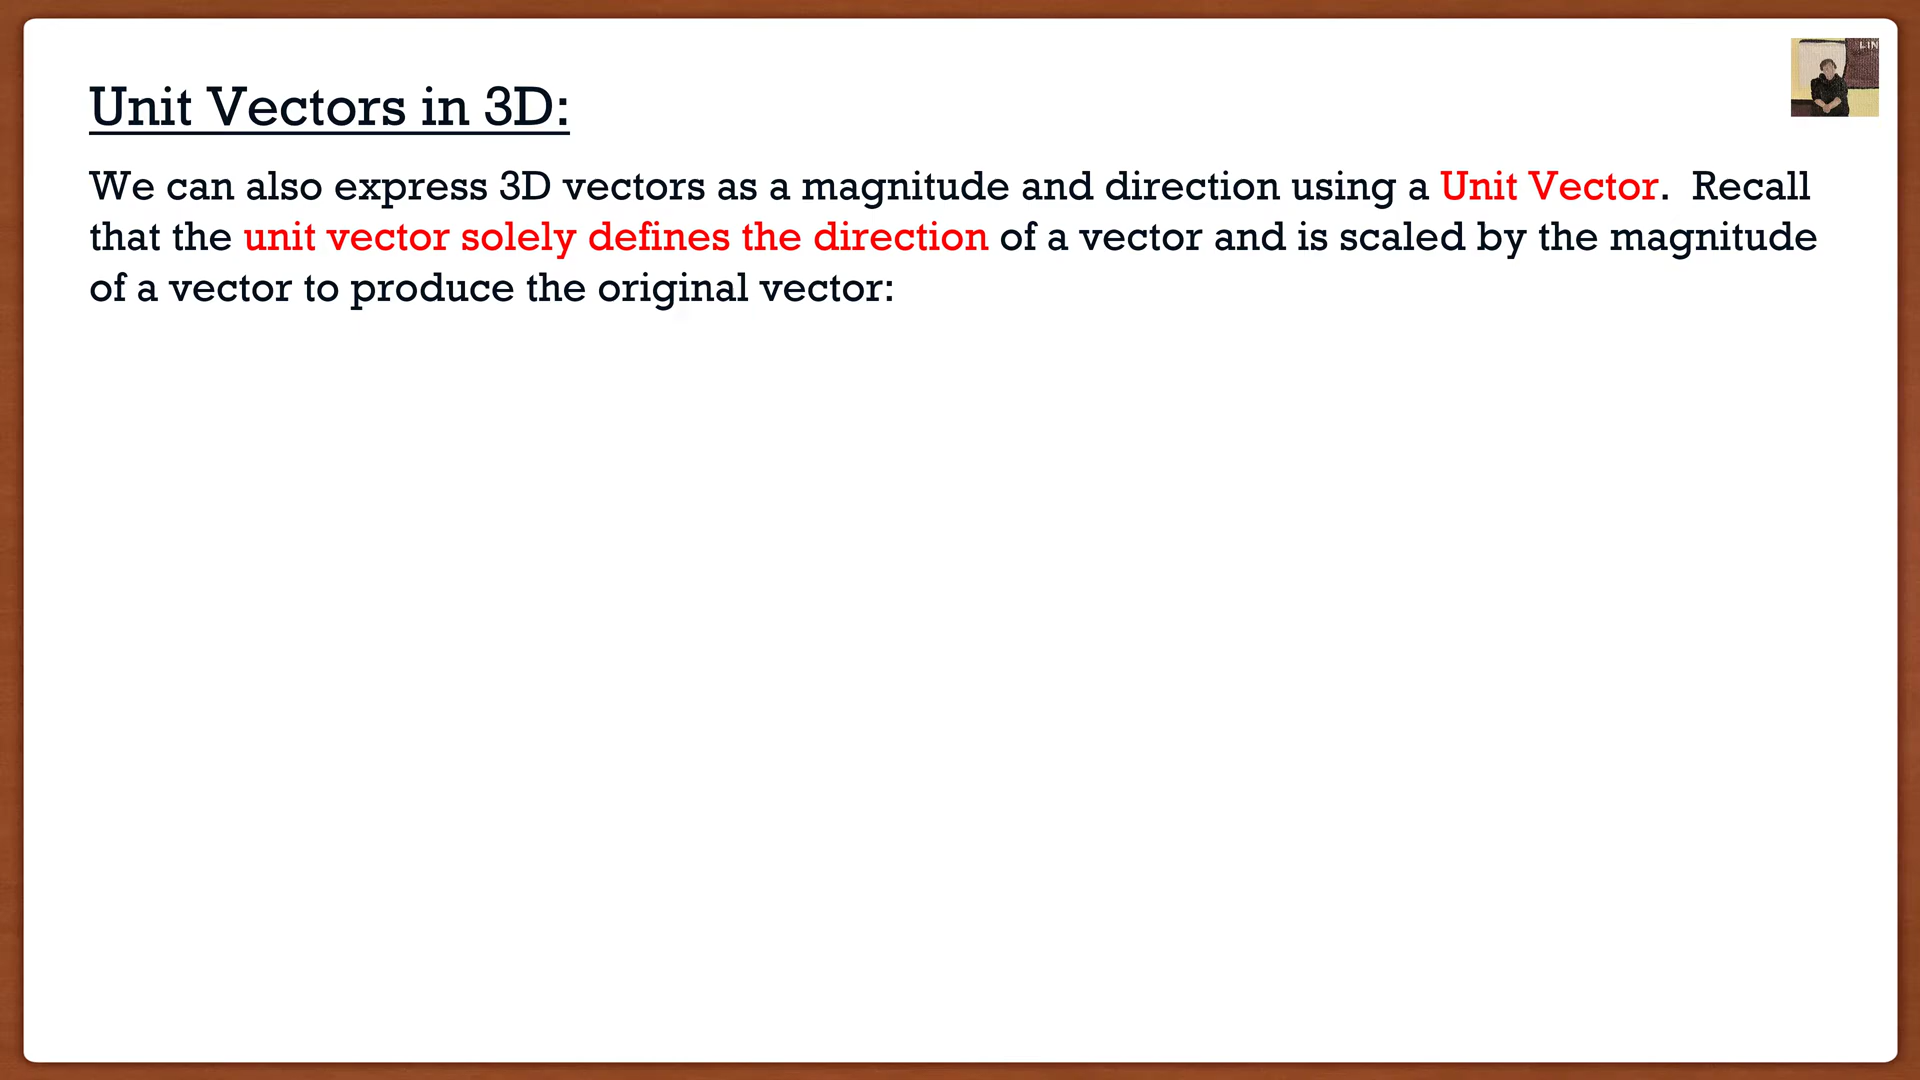 LIN
Unit Vectors in 3D:
We can also express 3D vectors as a magnitude and direction using a Unit Vector.  Recall
that the unit vector solely defines the direction of a vector and is scaled by the magnitude
of a vector to produce the original vector: